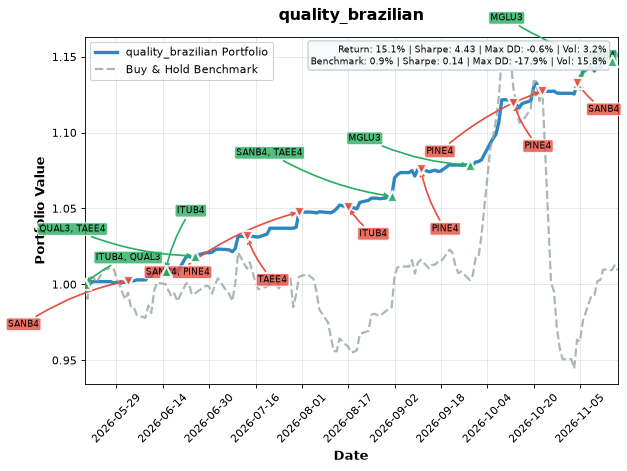 quality_brazilian
MGLU3
quality_brazilian Portfolio
Buy & Hold Benchmark
Return: 15.1% | Sharpe: 4.43 | Max DD: -0.6% | Vol: 3.2%
Benchmark: 0.9% | Sharpe: 0.14 | Max DD: -17.9% | Vol: 15.8%
SANB4
MGLU3
PINE4
PINE4
SANB4, TAEE4
ITUB4
QUAL3, TAEE4
PINE4
ITUB4
ITUB4, QUAL3
SANB4, PINE4
TAEE4
SANB4
1.15
1.10
1.05
1.00
0.95
Portfolio Value
2026-05-29
2026-06-14
2026-06-30
2026-07-16
2026-08-01
2026-08-17
2026-09-02
2026-09-18
2026-10-04
2026-10-20
2026-11-05
Date